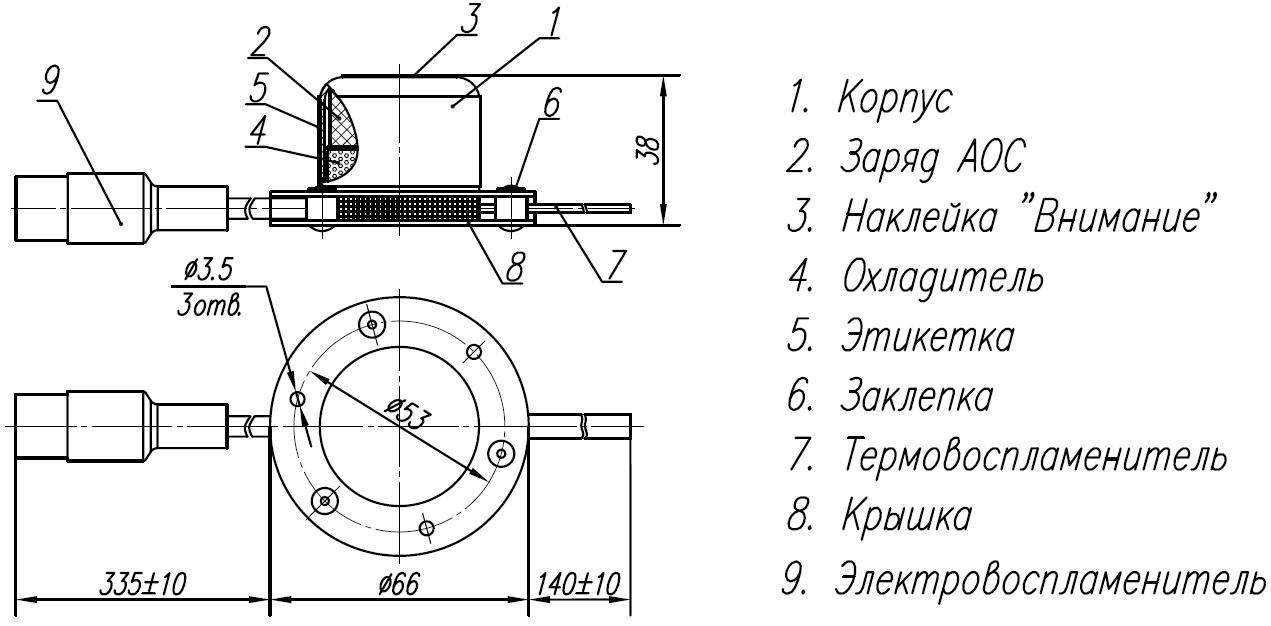 3
1
2
9
5
6
4
38
8
7
ø3.5
3отв.
ø53
335±10
ø66
140±10
1. Корпус
2. Заряд АОС
3. Наклейка "Внимание"
4. Охладитель
5. Этикетка
6. Заклепка
7. Термовоспламенитель
8. Крышка
9. Электровоспламенитель